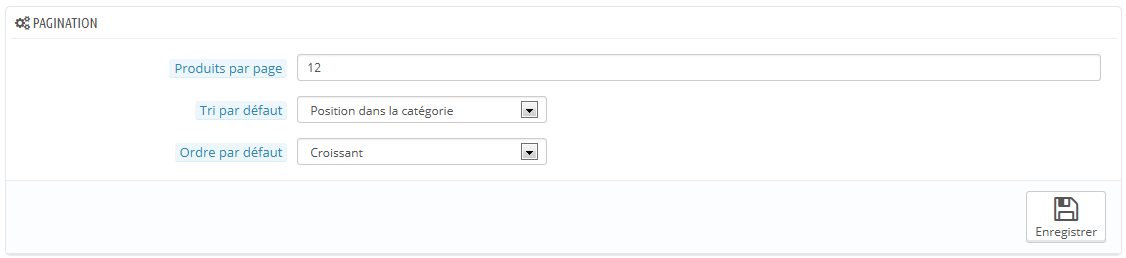 PAGINATION
Produits par page 12
Tri par défaut Position dans la catégorie
Ordre par défaut Croissant
Enregistrer